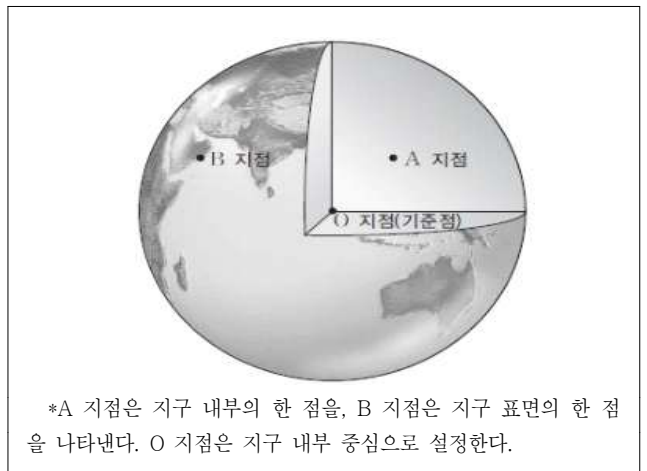 B 지점
A 지점
O 지점(기준점)
*A 지점은 지구 내부의 한 점을, B 지점은 지구 표면의 한 점
을 나타낸다. O 지점은 지구 내부 중심으로 설정한다.